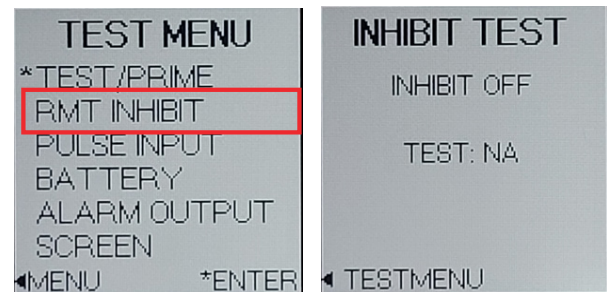 TEST MENU
*TEST/PRIME
RMT INHIBIT
PULSE INPUT
BATTERY
ALARM OUTPUT
SCREEN
◀MENU *ENTER
INHIBIT TEST
INHIBIT OFF
TEST: NA
◀ TESTMENU